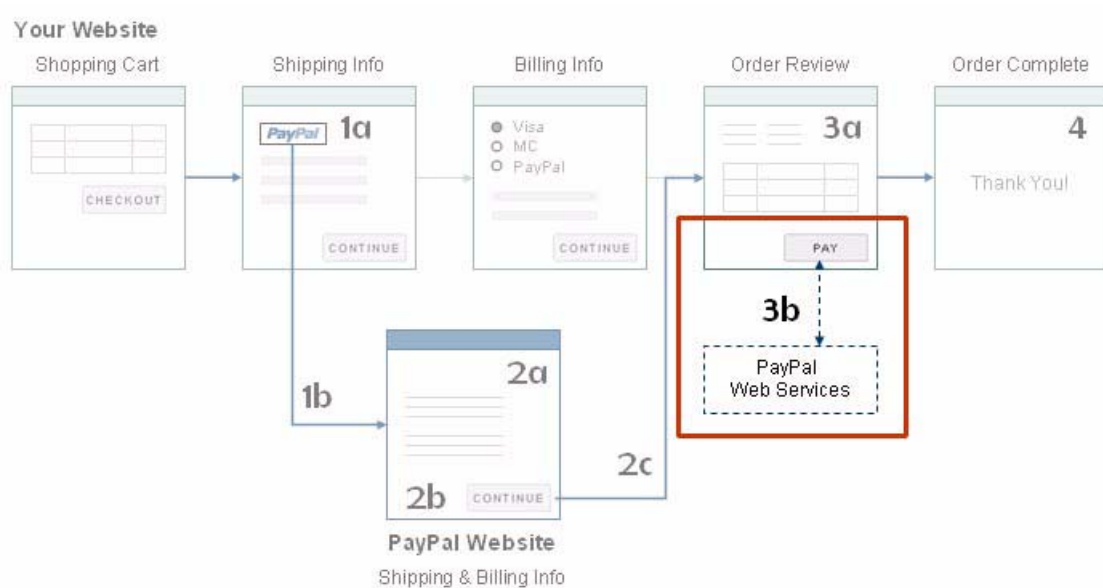 Your Website
Shopping Cart
Shipping Info
Billing Info
Order Review
Order Complete
PayPal
1a
Visa
MC
PayPal
3a
4
CHECKOUT
Thank You!
CONTINUE
CONTINUE
PAY
3b
PayPal
Web Services
1b
2a
2c
2b
CONTINUE
PayPal Website
Shipping & Billing Info